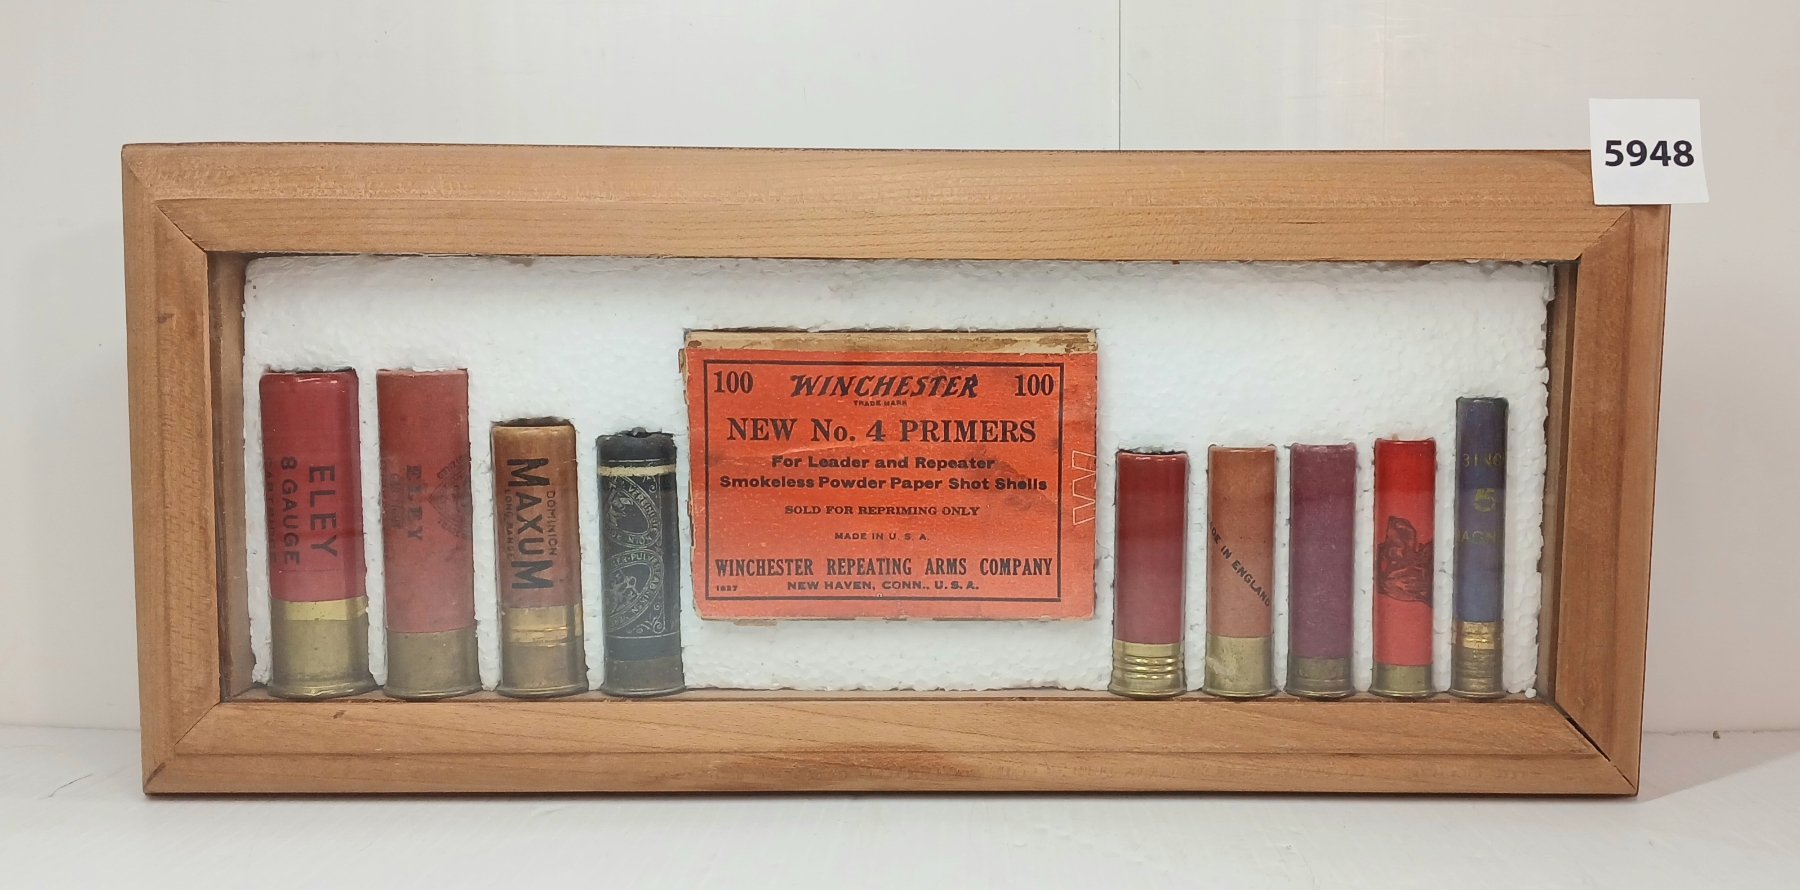 5948
100 WINCHESTER 100
TRADE MARK
NEW No. 4 PRIMERS
For Leader and Repeater
Smokeless Powder Paper Shot Shells
SOLD FOR REPRIMING ONLY
MADE IN U. S. A.
WINCHESTER REPEATING ARMS COMPANY
NEW HAVEN, CONN., U. S. A.
1027
W
ELEY
8 GAUGE
ELEY
DOMINION
MAXUM
LONG RANGE
IN ENGLAND
5